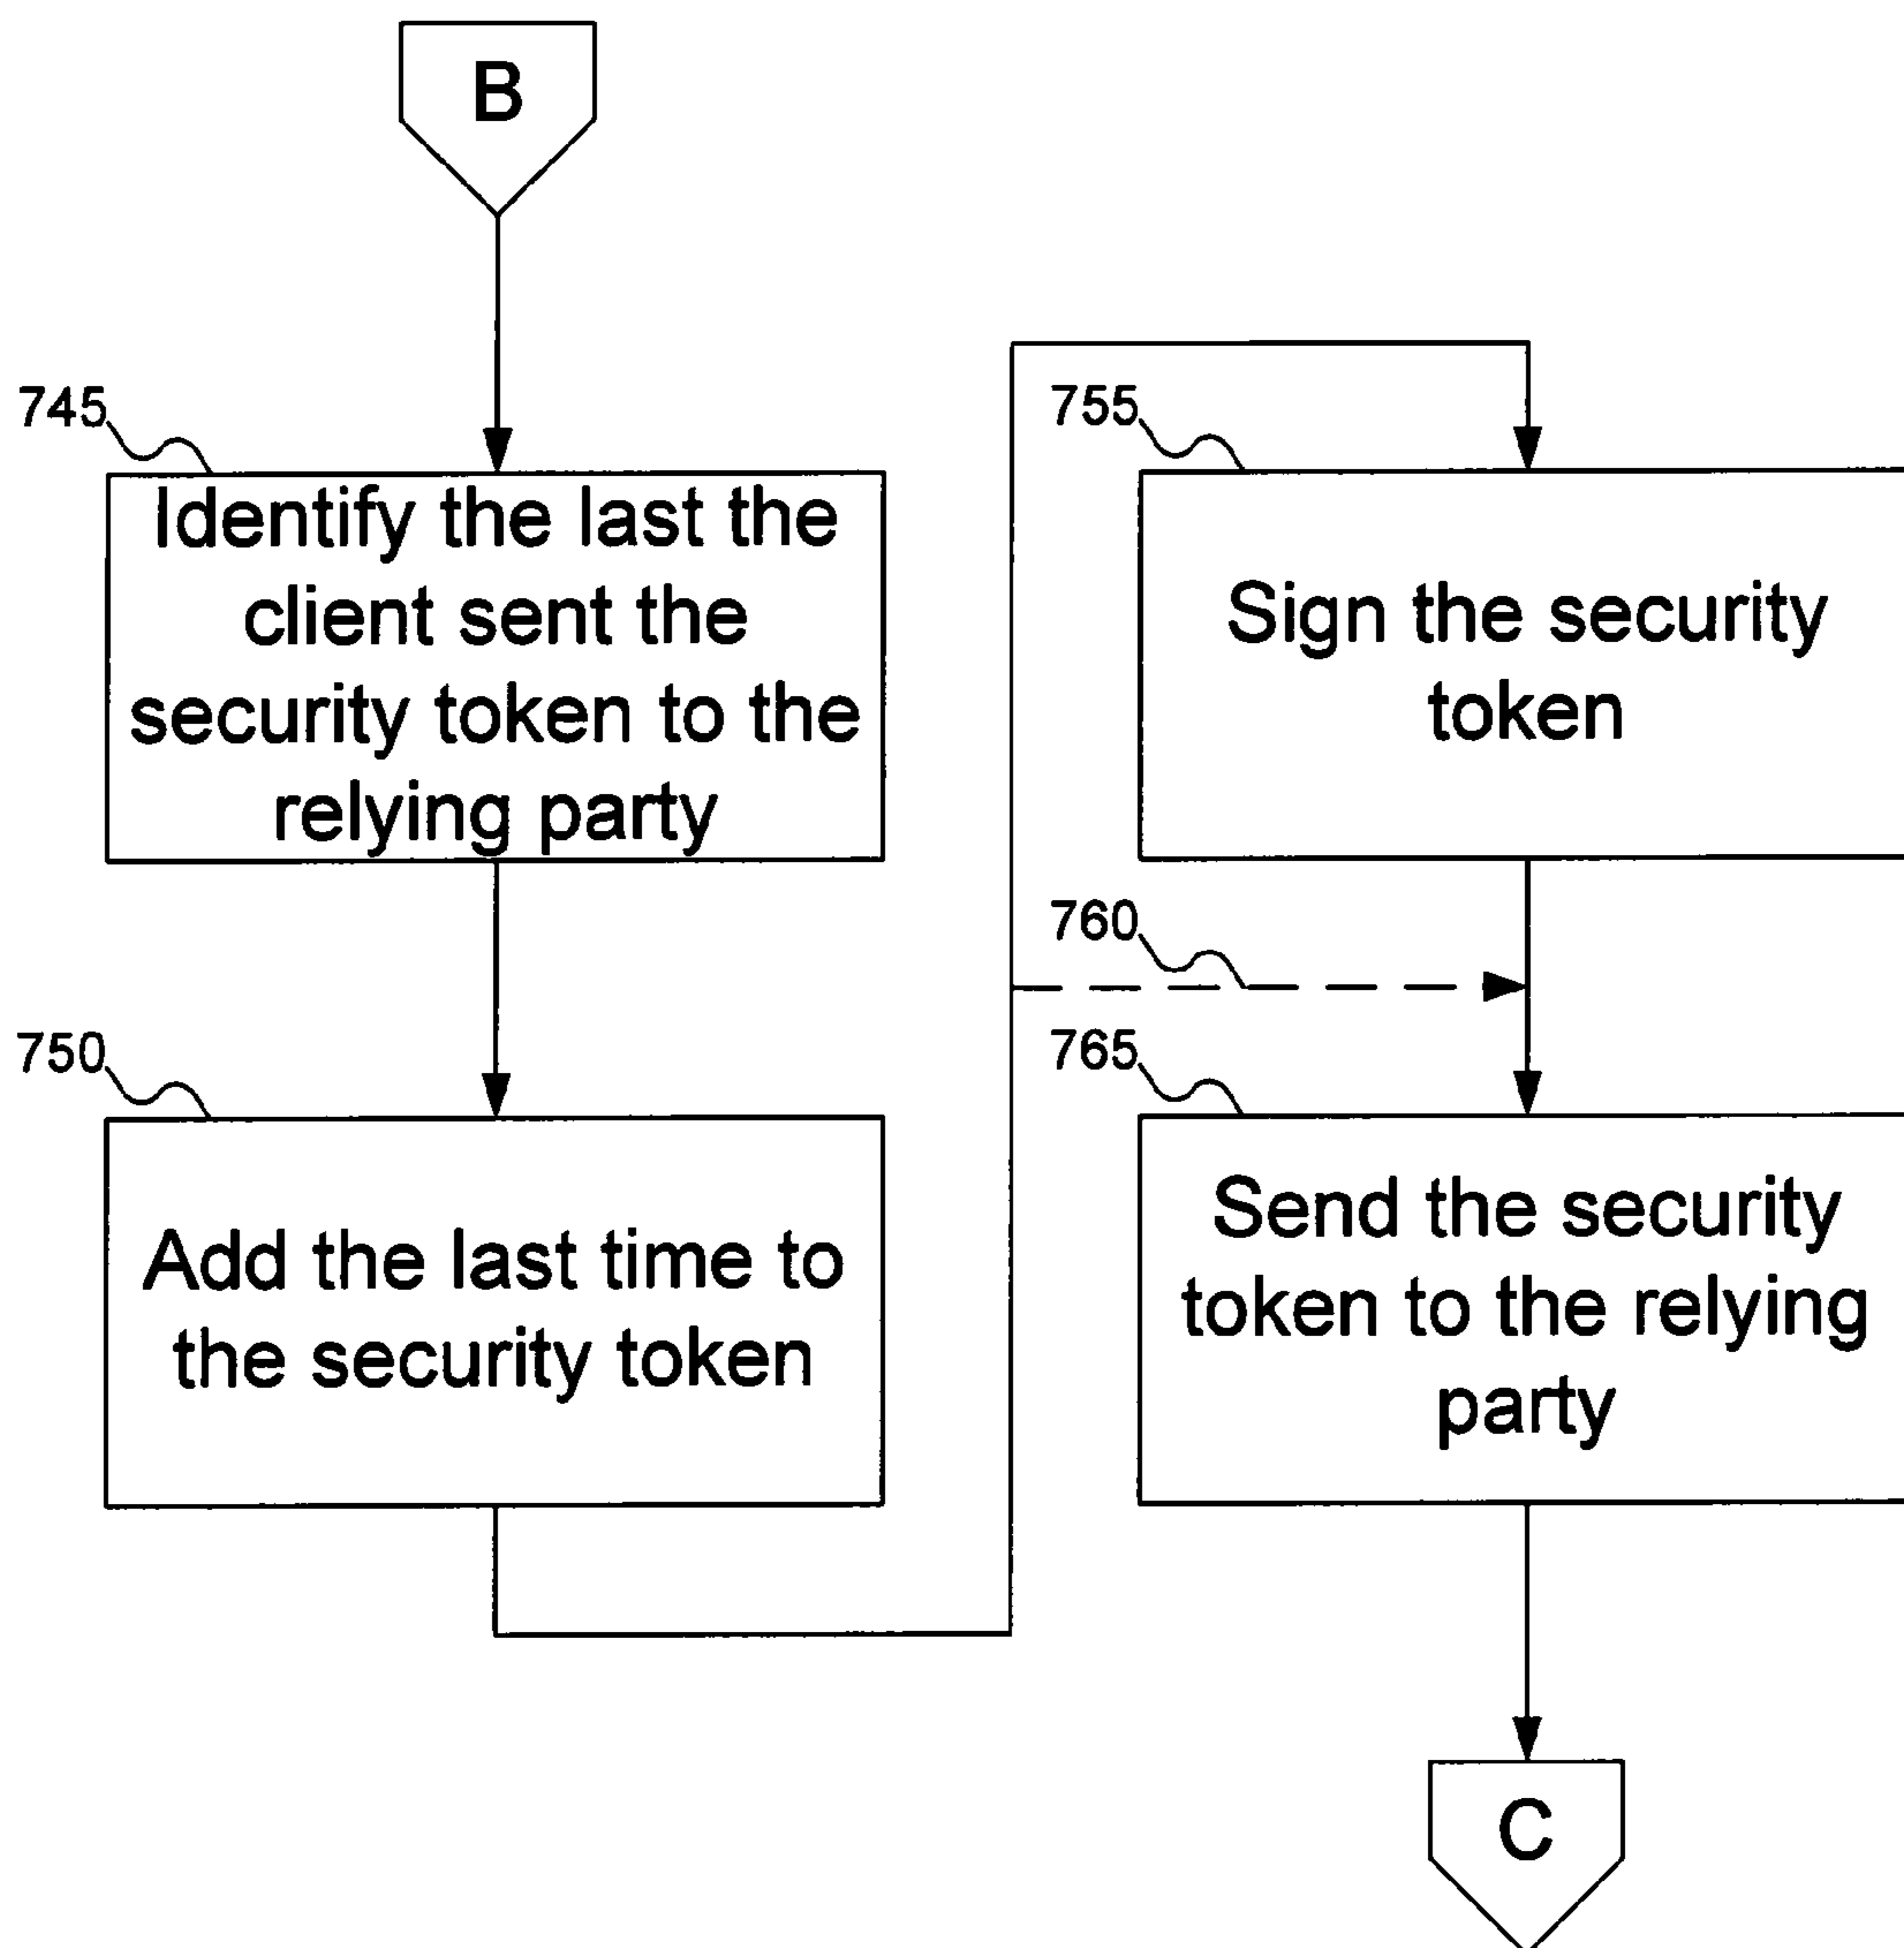 B
745
Identify the last the
client sent the
security token to the
relying party
750
Add the last time to
the security token
755
Sign the security
token
760
765
Send the security
token to the relying
party
C